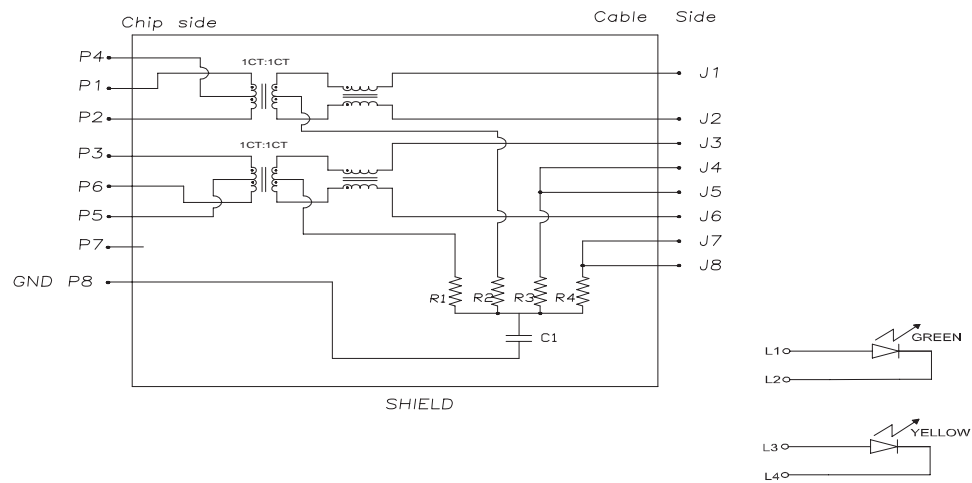 Chip side
Cable Side
P4
1CT:1CT
P1
J1
P2
J2
P3
1CT:1CT
J3
J4
P6
J5
P5
J6
P7
J7
J8
GND P8
R1 R2 R3 R4
C1
SHIELD
GREEN
L1
L2
YELLOW
L3
L4